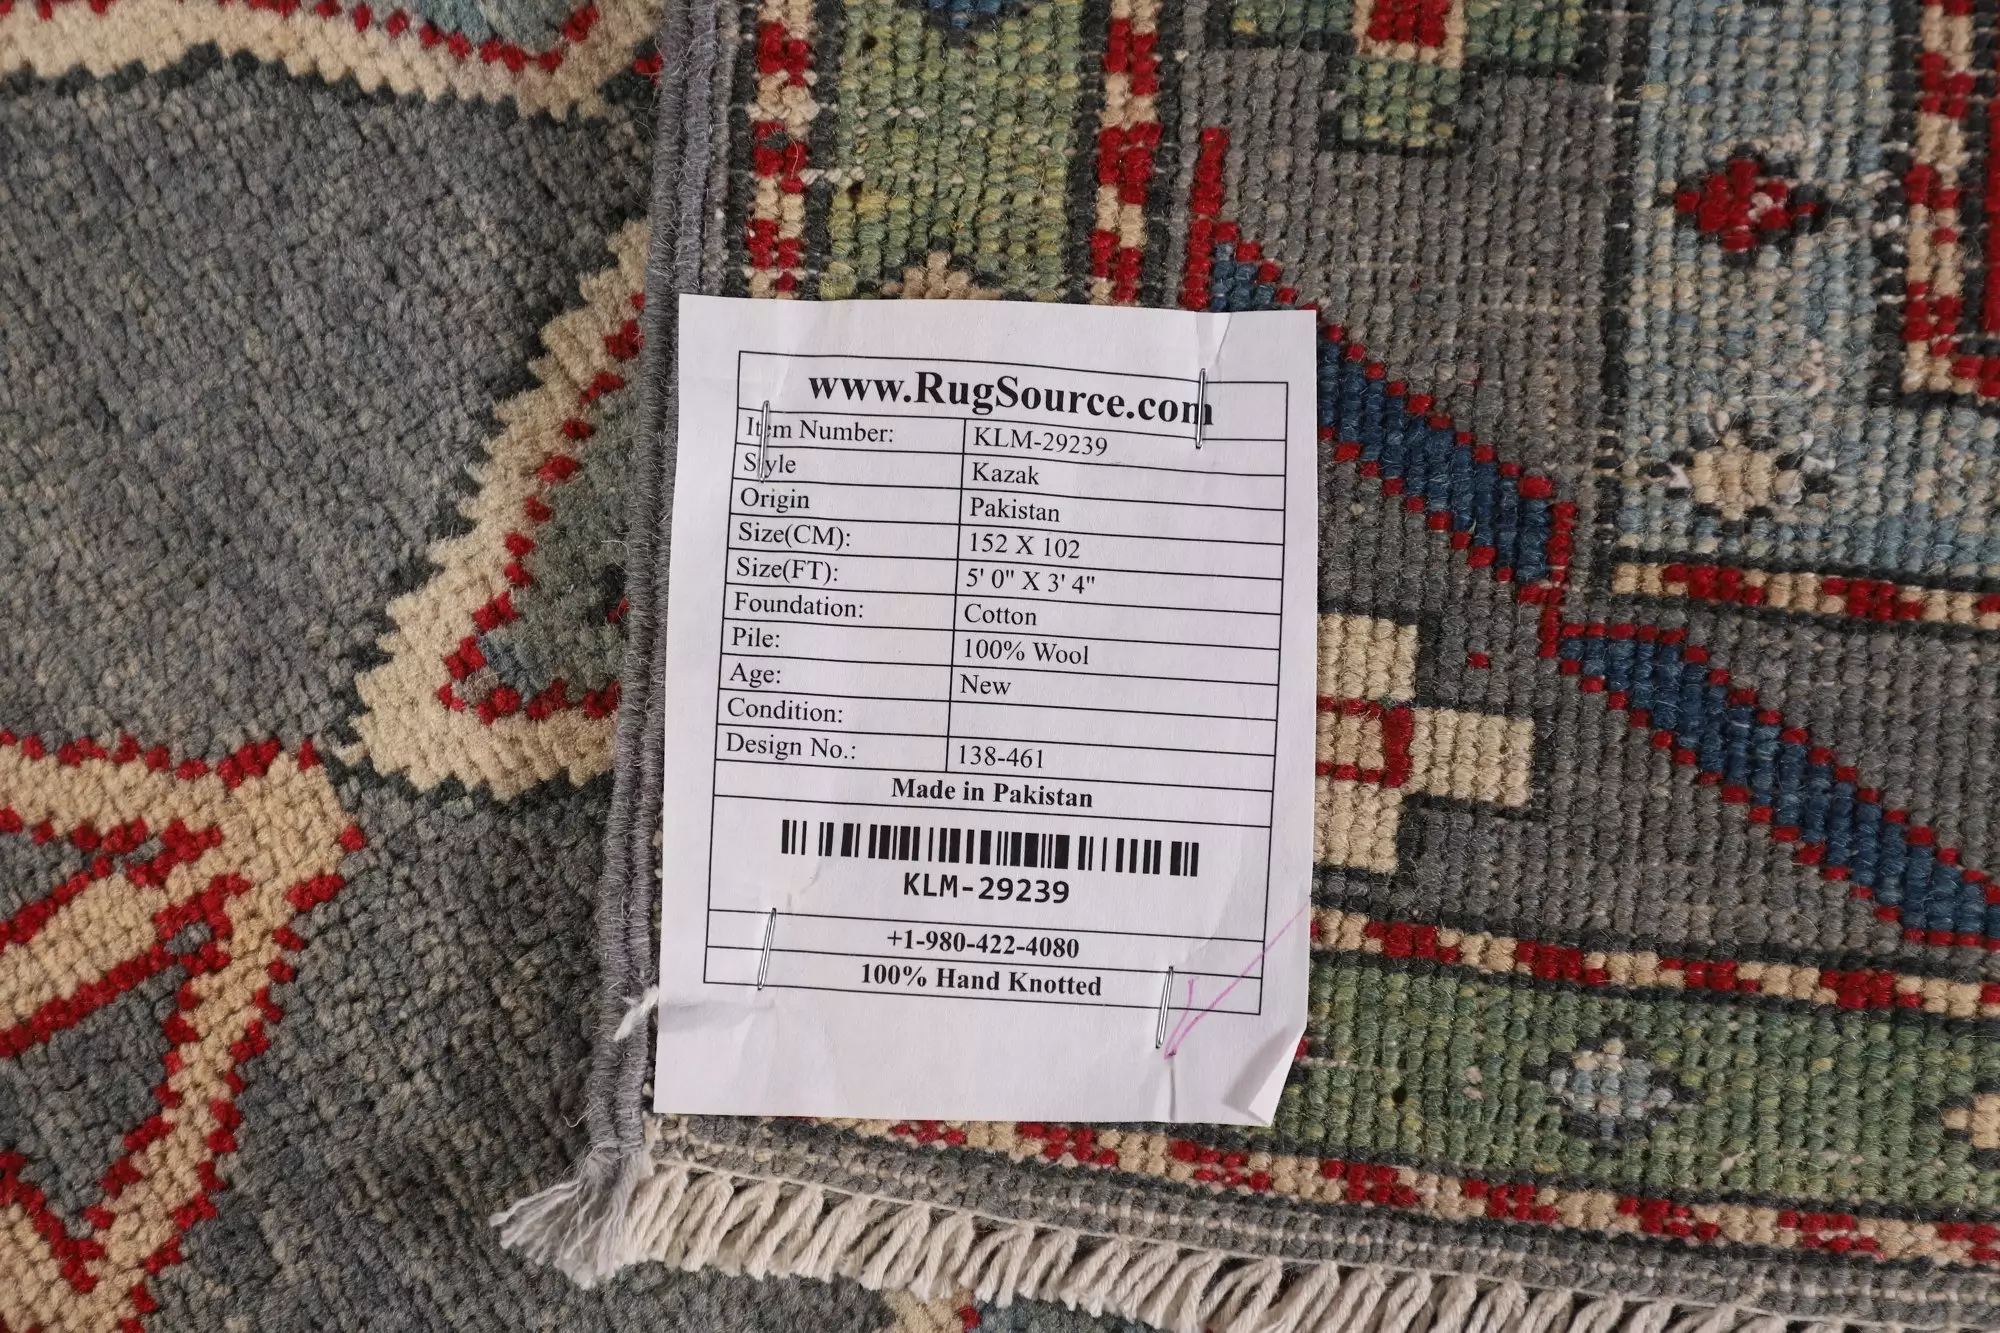 www.RugSource.com
Item Number: KLM-29239
Style Kazak
Origin Pakistan
Size(CM): 152 X 102
Size(FT): 5' 0" X 3' 4"
Foundation: Cotton
Pile: 100% Wool
Age: New
Condition:
Design No.: 138-461
Made in Pakistan
KLM-29239
+1-980-422-4080
100% Hand Knotted